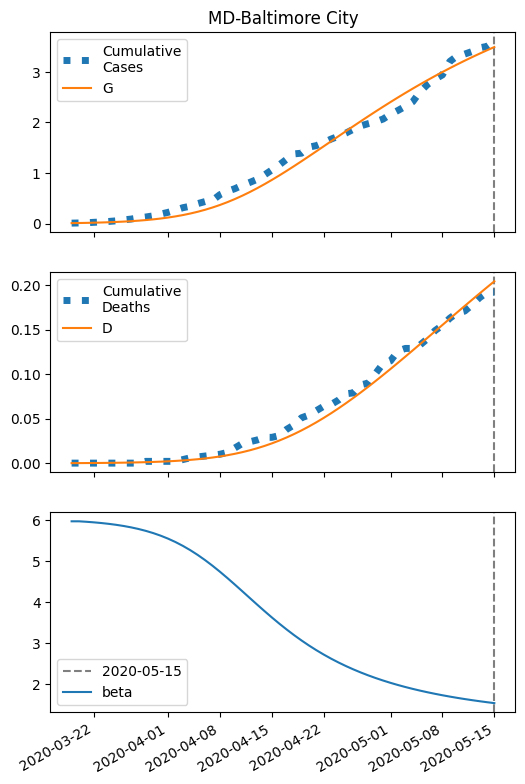 MD-Baltimore City
Cumulative
Cases
G
3
2
1
0
Cumulative
Deaths
D
0.20
0.15
0.10
0.05
0.00
6
5
4
3
2
2020-05-15
beta
2020-03-22
2020-04-01
2020-04-08
2020-04-15
2020-04-22
2020-05-01
2020-05-08
2020-05-15